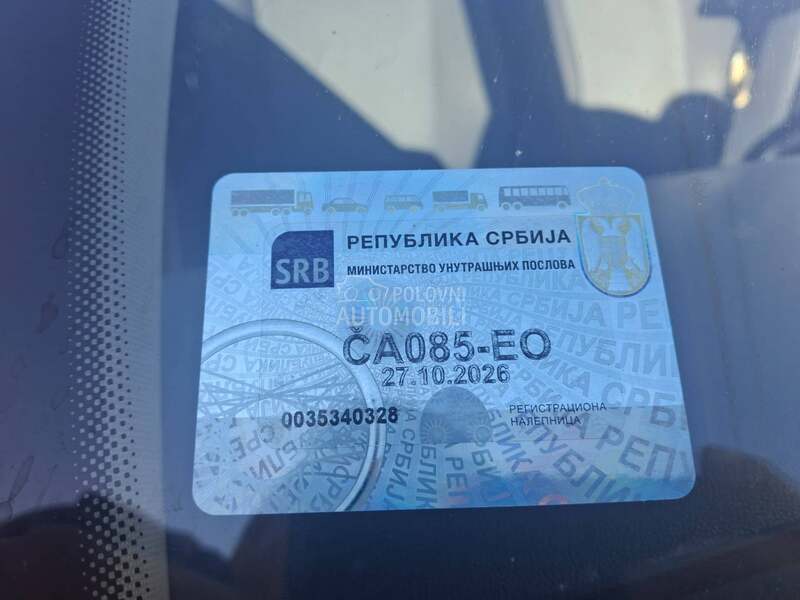 РЕПУБЛИКА СРБИЈА
SRB
МИНИСТАРСТВО УНУТРАШЊИХ ПОСЛОВА
POLOVNI
AUTOMOBILI
ČA085-EO
27.10.2026
0035340328
РЕГИСТРАЦИОНА
НАЛЕПНИЦА